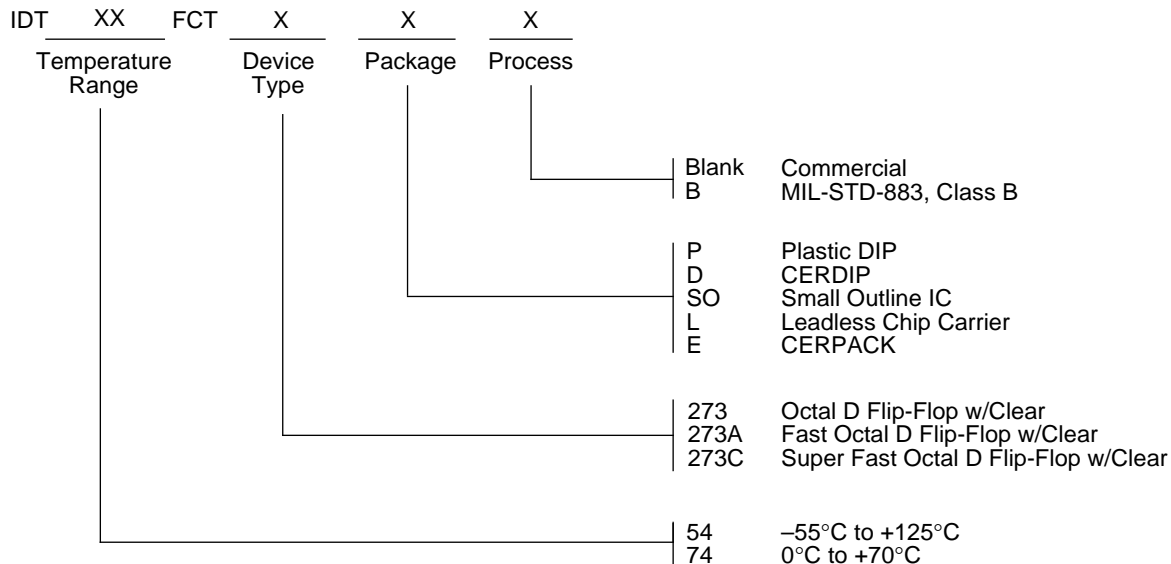 IDT XX FCT X X X
Temperature Range
Device Type
Package
Process
Blank Commercial
B MIL-STD-883, Class B
P Plastic DIP
D CERDIP
SO Small Outline IC
L Leadless Chip Carrier
E CERPACK
273 Octal D Flip-Flop w/Clear
273A Fast Octal D Flip-Flop w/Clear
273C Super Fast Octal D Flip-Flop w/Clear
54 –55°C to +125°C
74 0°C to +70°C